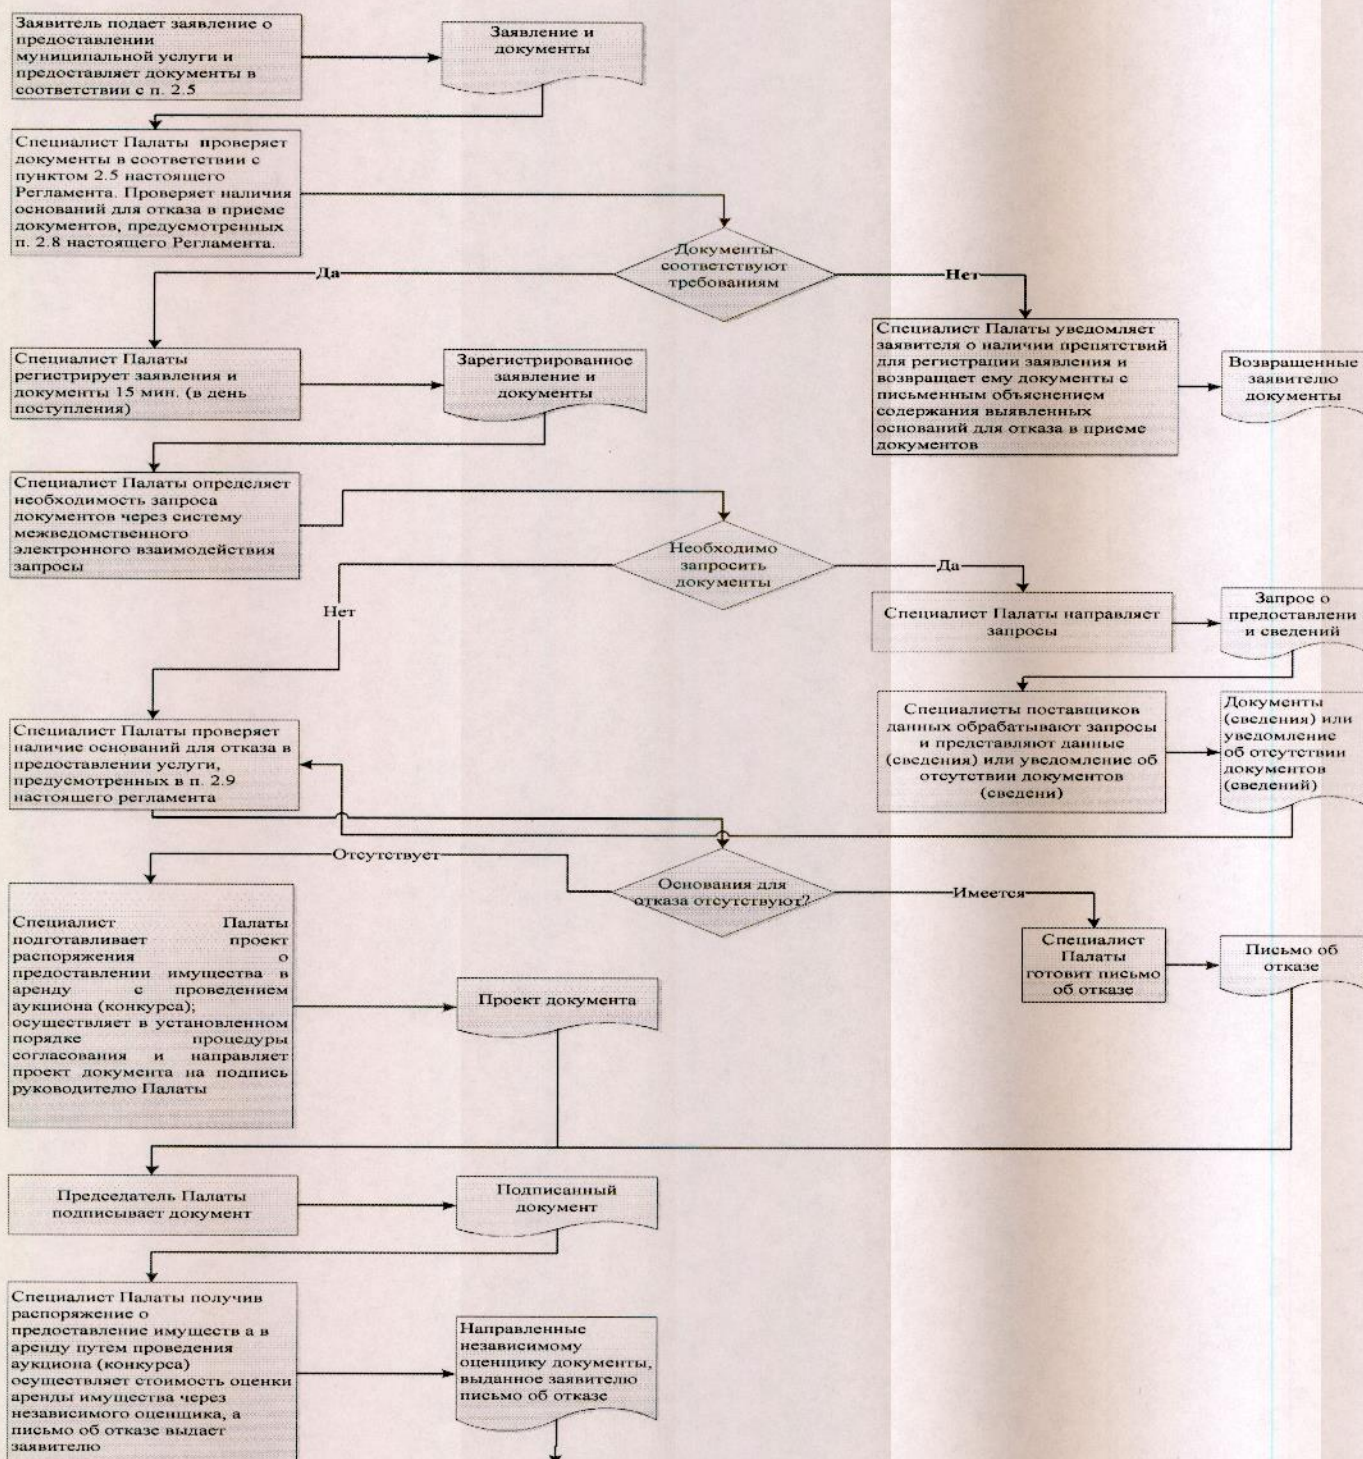 Заявитель подает заявление о
предоставлении
муниципальной услуги и
предоставляет документы в
соответствии с п. 2.5
Заявление и
документы
Специалист Палаты проверяет
документы в соответствии с
пунктом 2.5 настоящего
Регламента. Проверяет наличия
оснований для отказа в приеме
документов, предусмотренных
п. 2.8 настоящего Регламента.
Документы
соответствуют
требованиям
Да
Нет
Специалист Палаты
регистрирует заявления и
документы 15 мин. (в день
поступления)
Зарегистрированное
заявление и
документы
Специалист Палаты уведомляет
заявителя о наличии препятствий
для регистрации заявления и
возвращает ему документы с
письменным объяснением
содержания выявленных
оснований для отказа в приеме
документов
Возвращенные
заявителю
документы
Специалист Палаты определяет
необходимость запроса
документов через систему
межведомственного
электронного взаимодействия
запросы
Необходимо
запросить
документы
Да
Нет
Специалист Палаты направляет
запросы
Запрос о
предоставлени
и сведений
Специалисты поставщиков
данных обрабатывают запросы
и представляют данные
(сведения) или уведомление об
отсутствии документов
(сведени)
Документы
(сведения) или
уведомление
об отсутствии
документов
(сведений)
Специалист Палаты проверяет
наличие оснований для отказа в
предоставлении услуги,
предусмотренных в п. 2.9
настоящего регламента
Отсутствует
Основания для
отказа отсутствуют?
Имеется
Специалист Палаты
подготавливает проект
распоряжения о
предоставлении имущества в
аренду с проведением
аукциона (конкурса);
осуществляет в установленном
порядке процедуры
согласования и направляет
проект документа на подпись
руководителю Палаты
Проект документа
Специалист
Палаты
готовит письмо
об отказе
Письмо об
отказе
Председатель Палаты
подписывает документ
Подписанный
документ
Специалист Палаты получив
распоряжение о
предоставление имуществ а в
аренду путем проведения
аукциона (конкурса)
осуществляет стоимость оценки
аренды имущества через
независимого оценщика, а
письмо об отказе выдает
заявителю
Направленные
независимому
оценщику документы,
выданное заявителю
письмо об отказе